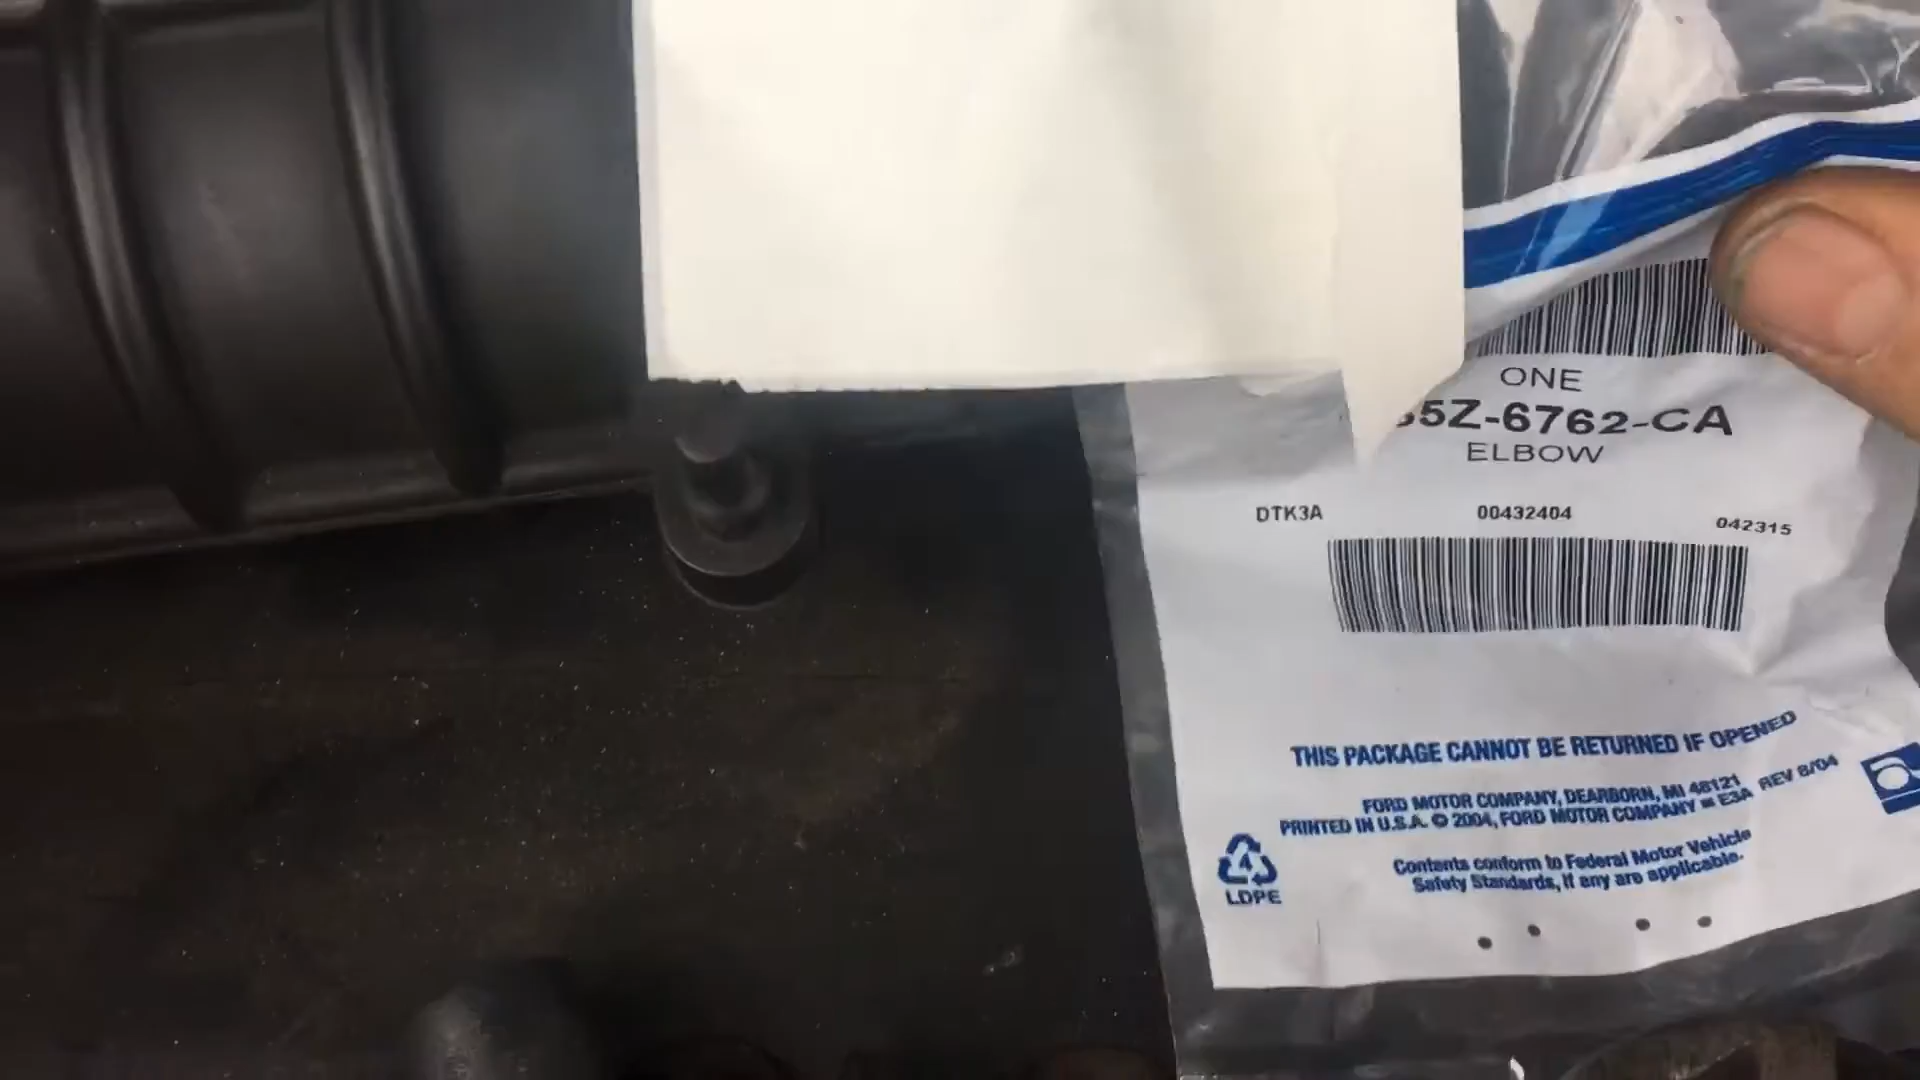 ONE
5Z-6762-CA
ELBOW
DTK3A 00432404 042315
THIS PACKAGE CANNOT BE RETURNED IF OPENED
FORD MOTOR COMPANY, DEARBORN, MI 48121
PRINTED IN U.S.A. © 2004, FORD MOTOR COMPANY E3A REV 8/04
Contents conform to Federal Motor Vehicle
Safety Standards, if any are applicable.
4
LDPE